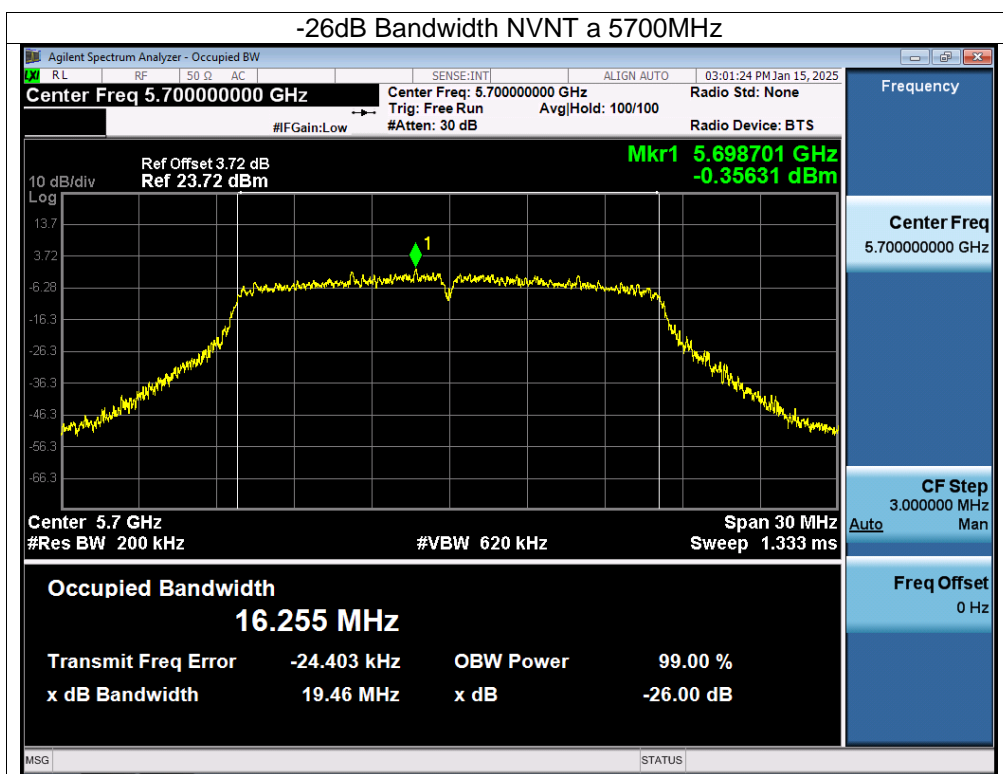 -26dB Bandwidth NVNT a 5700MHz
Agilent Spectrum Analyzer - Occupied BW
LXI RL RF 50 Ω AC SENSE:INT ALIGN AUTO 03:01:24 PM Jan 15, 2025
Center Freq 5.700000000 GHz
Center Freq: 5.700000000 GHz
Radio Std: None
Trig: Free Run Avg|Hold: 100/100
#IFGain:Low #Atten: 30 dB Radio Device: BTS
Frequency
Mkr1 5.698701 GHz
-0.35631 dBm
Ref Offset 3.72 dB
10 dB/div Ref 23.72 dBm
Log
13.7
3.72
-6.28
-16.3
-26.3
-36.3
-46.3
-56.3
-66.3
1
Center 5.7 GHz Span 30 MHz
#Res BW 200 kHz #VBW 620 kHz Sweep 1.333 ms
Center Freq
5.700000000 GHz
CF Step
3.000000 MHz
Auto Man
Freq Offset
0 Hz
Occupied Bandwidth
16.255 MHz
Transmit Freq Error -24.403 kHz OBW Power 99.00 %
x dB Bandwidth 19.46 MHz x dB -26.00 dB
MSG STATUS